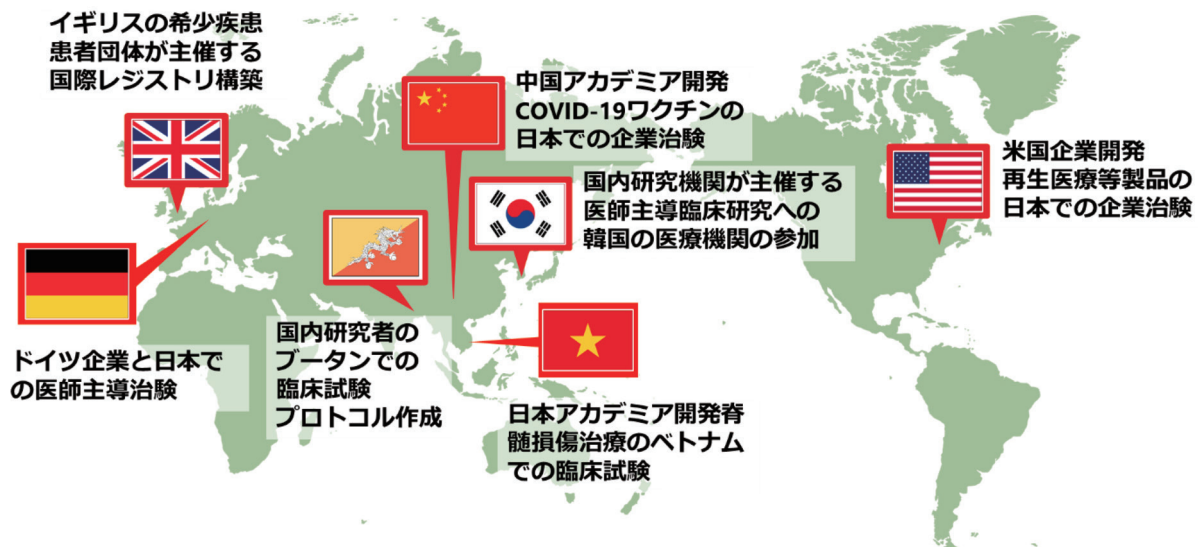 イギリスの希少疾患
患者団体が主催する
国際レジストリ構築
中国アカデミア開発
COVID-19ワクチンの
日本での企業治験
国内研究機関が主催する
医師主導臨床研究への
韓国の医療機関の参加
米国企業開発
再生医療等製品の
日本での企業治験
ドイツ企業と日本で
の医師主導治験
国内研究者の
ブータンでの
臨床試験
プロトコル作成
日本アカデミア開発脊
髄損傷治療のベトナム
での臨床試験